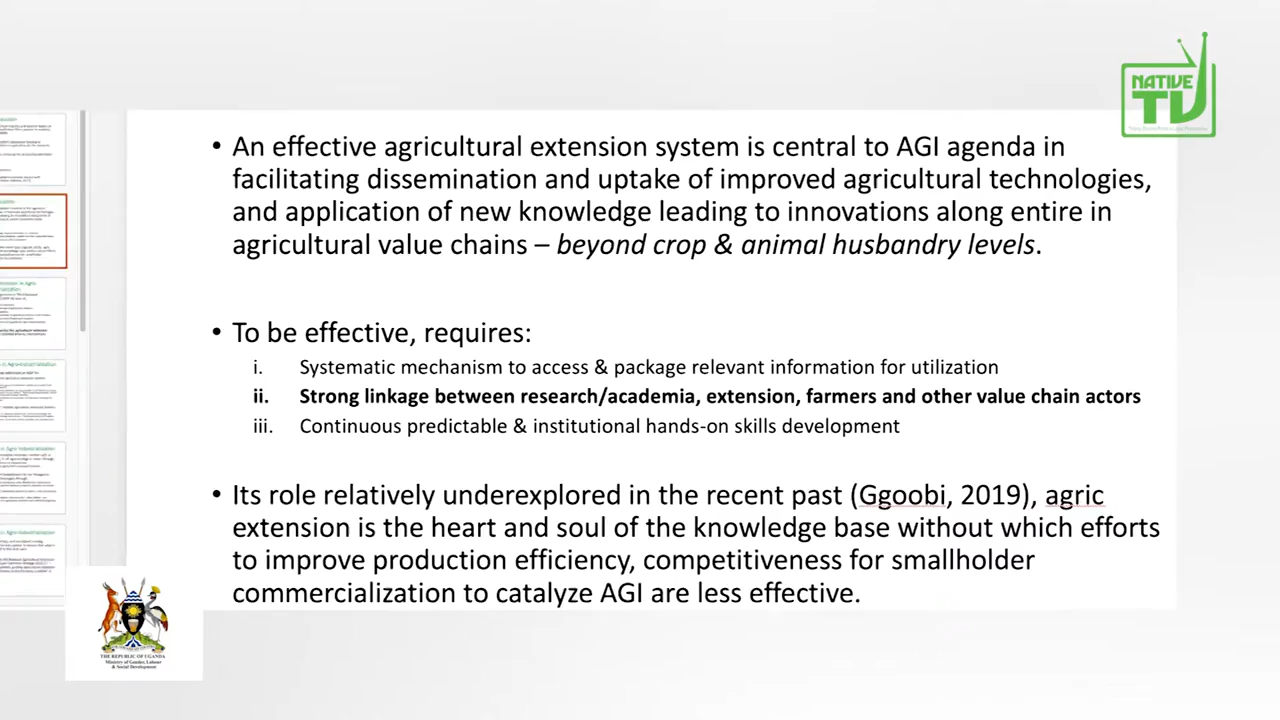 NATIVE
TV
• An effective agricultural extension system is central to AGI agenda in
facilitating dissemination and uptake of improved agricultural technologies,
and application of new knowledge leading to innovations along entire in
agricultural value chains – beyond crop & animal husbandry levels.
• To be effective, requires:
i. Systematic mechanism to access & package relevant information for utilization
ii. Strong linkage between research/academia, extension, farmers and other value chain actors
iii. Continuous predictable & institutional hands-on skills development
• Its role relatively underexplored in the recent past (Ggoobi, 2019), agric
extension is the heart and soul of the knowledge base without which efforts
to improve production efficiency, competitiveness for smallholder
commercialization to catalyze AGI are less effective.
THE REPUBLIC OF UGANDA
Ministry of Gender, Labour
& Social Development